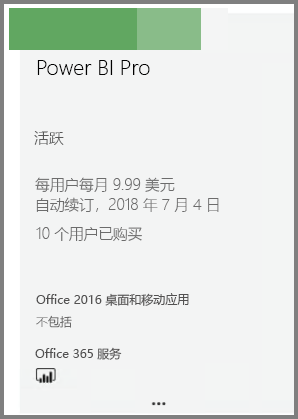 Power BI Pro
活跃
每用户每月 9.99 美元
自动续订，2018 年 7 月 4 日
10 个用户已购买
Office 2016 桌面和移动应用
不包括
Office 365 服务